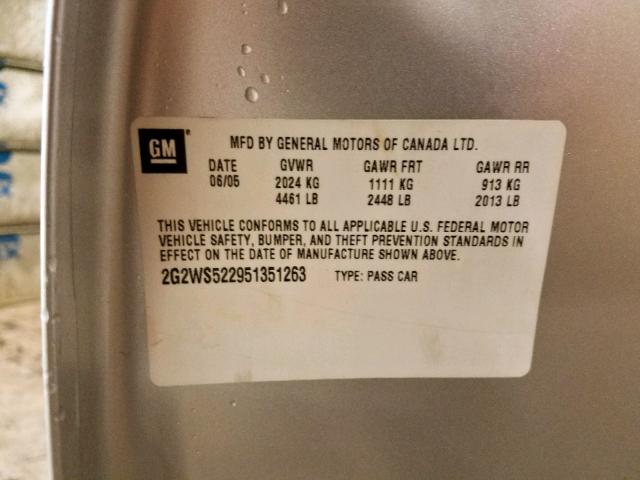 GM
MFD BY GENERAL MOTORS OF CANADA LTD.
DATE GVWR GAWR FRT GAWR RR
06/05 2024 KG 1111 KG 913 KG
4461 LB 2448 LB 2013 LB
THIS VEHICLE CONFORMS TO ALL APPLICABLE U.S. FEDERAL MOTOR
VEHICLE SAFETY, BUMPER, AND THEFT PREVENTION STANDARDS IN
EFFECT ON THE DATE OF MANUFACTURE SHOWN ABOVE.
2G2WS522951351263 TYPE: PASS CAR